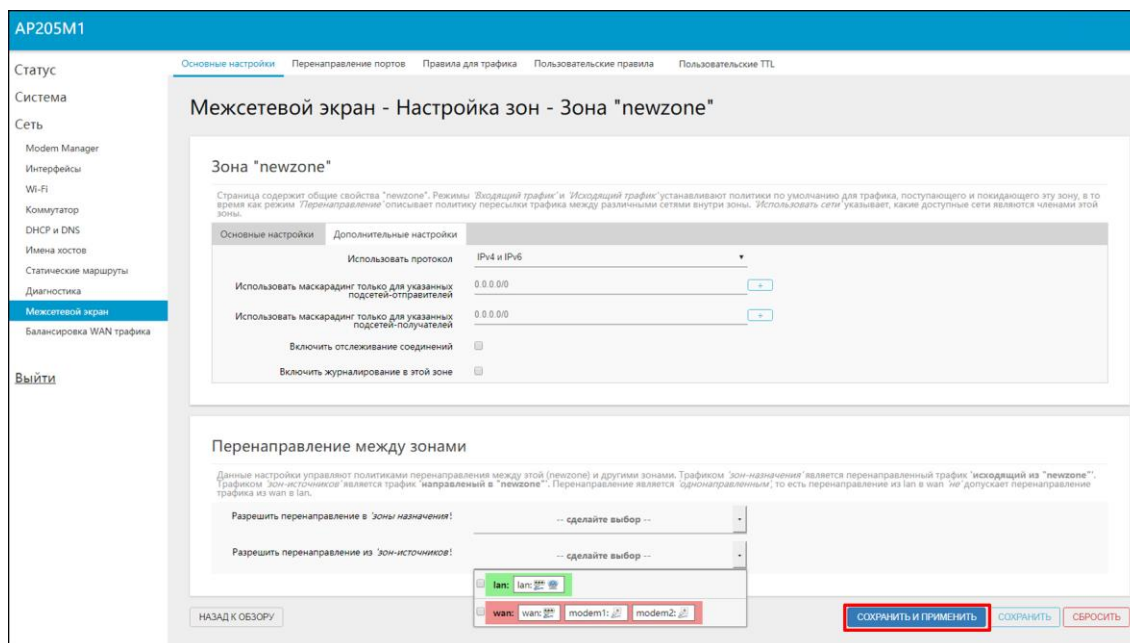 AP205M1
Статус
Система
Сеть
Modem Manager
Интерфейсы
Wi-Fi
Коммутатор
DHCP и DNS
Имена хостов
Статические маршруты
Диагностика
Межсетевой экран
Балансировка WAN трафика
Выйти
Основные настройки Перенаправление портов Правила для трафика Пользовательские правила Пользовательские TTL
Межсетевой экран - Настройка зон - Зона "newzone"
Зона "newzone"
Страница содержит общие свойства "newzone". Режимы 'Входящий трафик' и 'Исходящий трафик' устанавливают политики по умолчанию для трафика, поступающего и покидающего эту зону, в то
время как режим 'Перенаправление' описывает политику пересылки трафика между различными сетями внутри зоны. 'Использовать сети' указывает, какие доступные сети являются членами этой
зоны.
Основные настройки Дополнительные настройки
Использовать протокол IPv4 и IPv6
Использовать маскарадинг только для указанных
подсетей-отправителей
0.0.0.0/0 +
Использовать маскарадинг только для указанных
подсетей-получателей
0.0.0.0/0 +
Включить отслеживание соединений
Включить журналирование в этой зоне
Перенаправление между зонами
Данные настройки управляют политиками перенаправления между этой (newzone) и другими зонами. Трафиком 'зон-назначения' является перенаправленный трафик 'исходящий из "newzone"'.
Трафиком 'зон-источников' является трафик 'направленый в "newzone"'. Перенаправление является 'однонаправленным', то есть перенаправление из lan в wan 'не' допускает перенаправление
трафика из wan в lan.
Разрешить перенаправление в 'зоны назначения': -- сделайте выбор --
Разрешить перенаправление из 'зон-источников': -- сделайте выбор --
lan: lan:
wan: wan: modem1: modem2:
НАЗАД К ОБЗОРУ СОХРАНИТЬ И ПРИМЕНИТЬ СОХРАНИТЬ СБРОСИТЬ